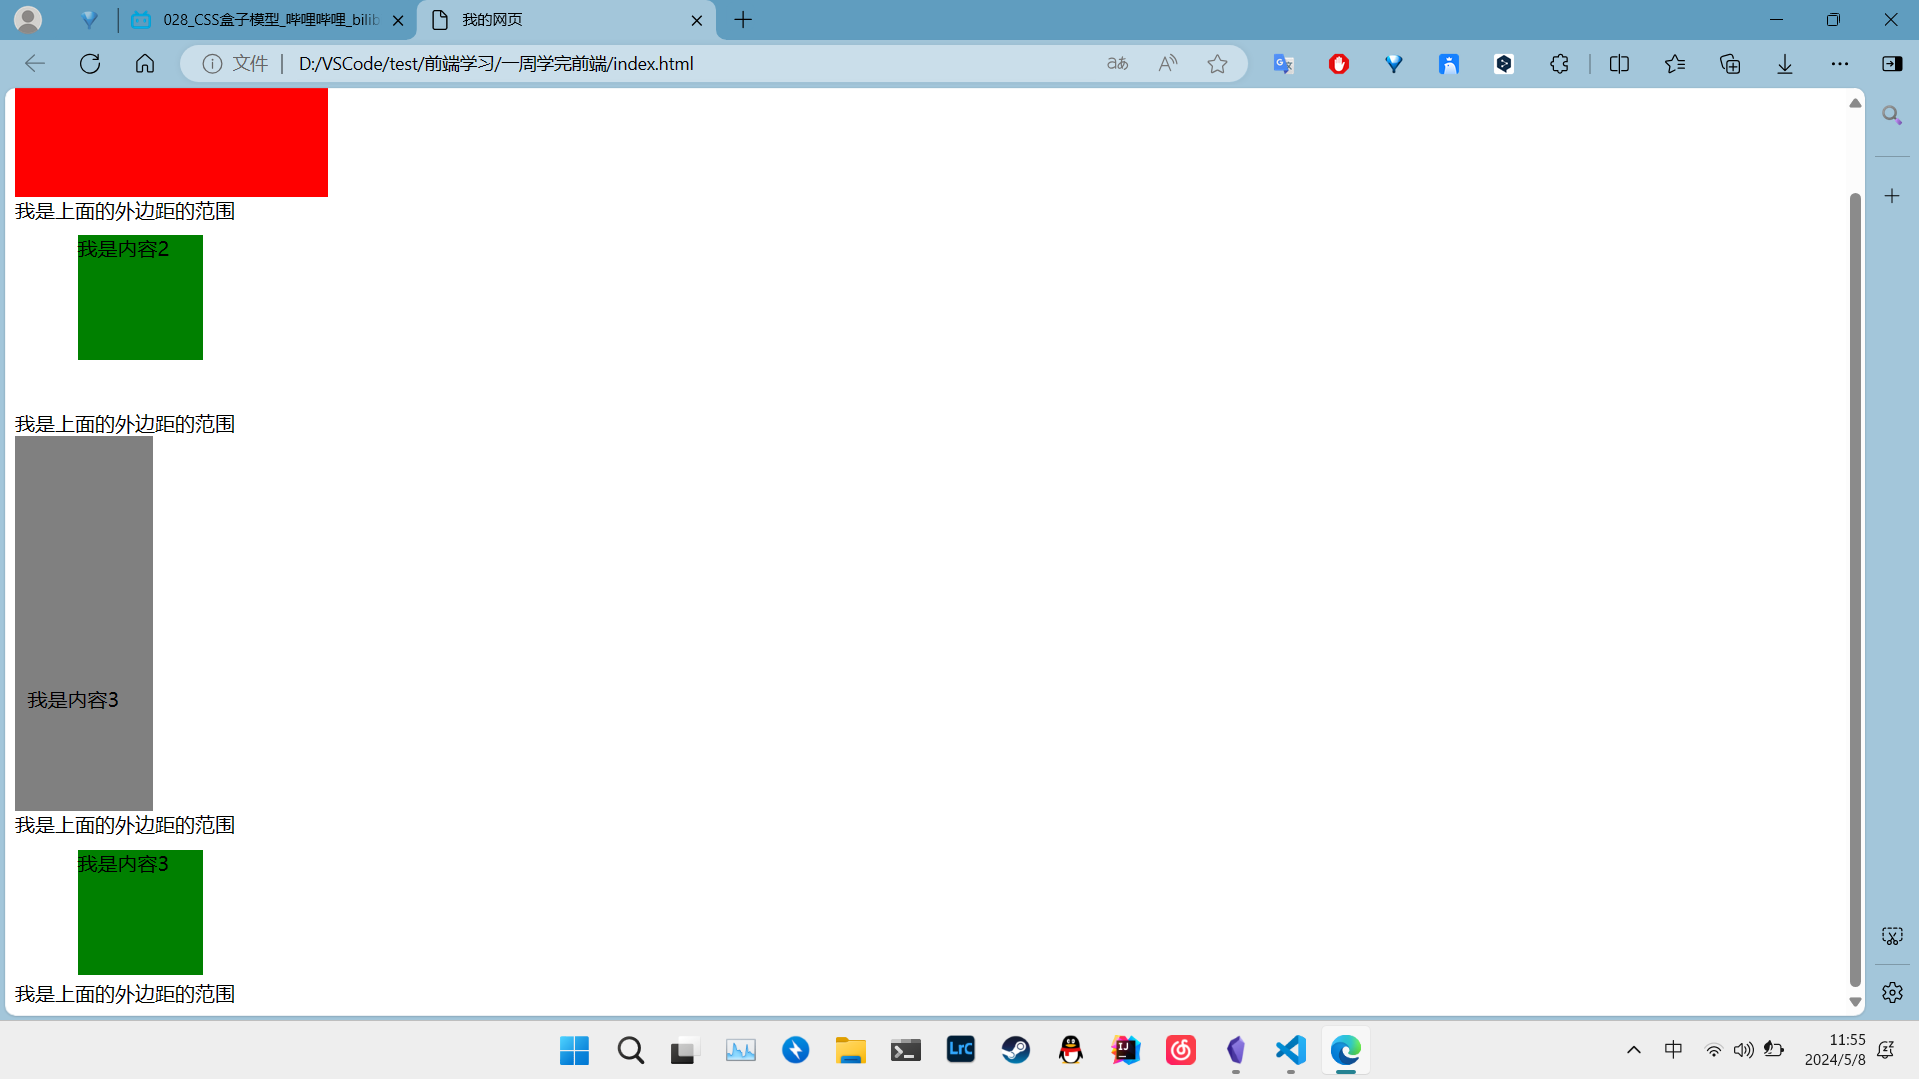 028_CSS盒子模型_哔哩哔哩_bilib
我的网页
文件
D:/VSCode/test/前端学习/一周学完前端/index.html
我是上面的外边距的范围
我是内容2
我是上面的外边距的范围
我是内容3
我是上面的外边距的范围
我是内容3
我是上面的外边距的范围
LrC
IJ
中
11:55
2024/5/8